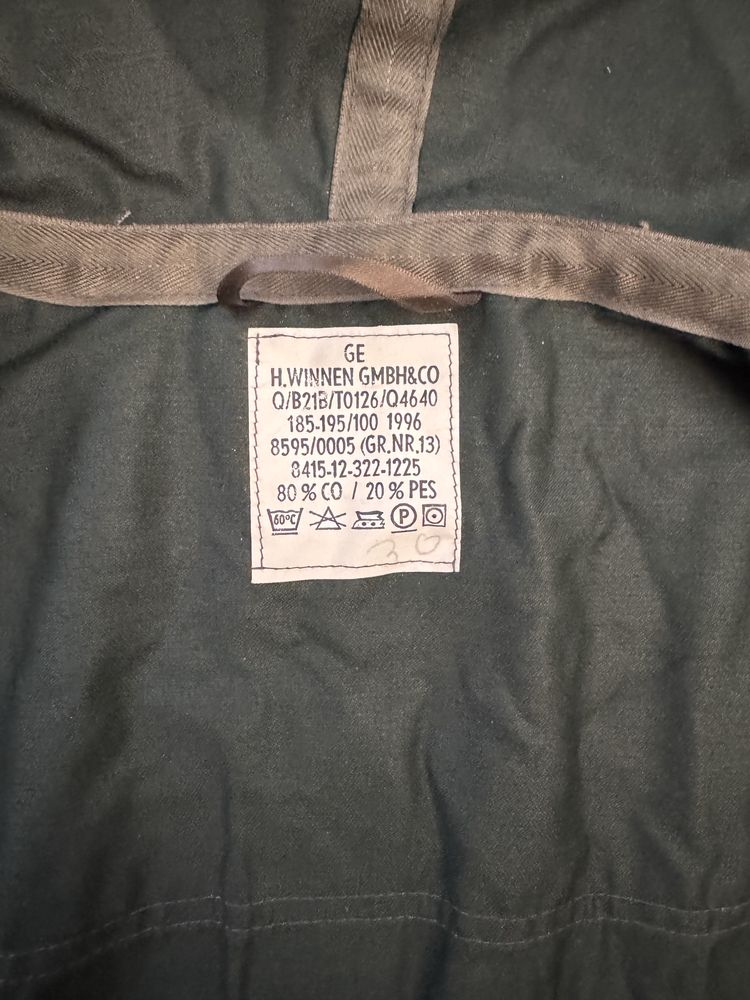 GE
H.WINNEN GMBH&CO
Q/B21B/T0126/Q4640
185-195/100 1996
8595/0005 (GR.NR.13)
8415-12-322-1225
80 % CO / 20 % PES
60°C P
30